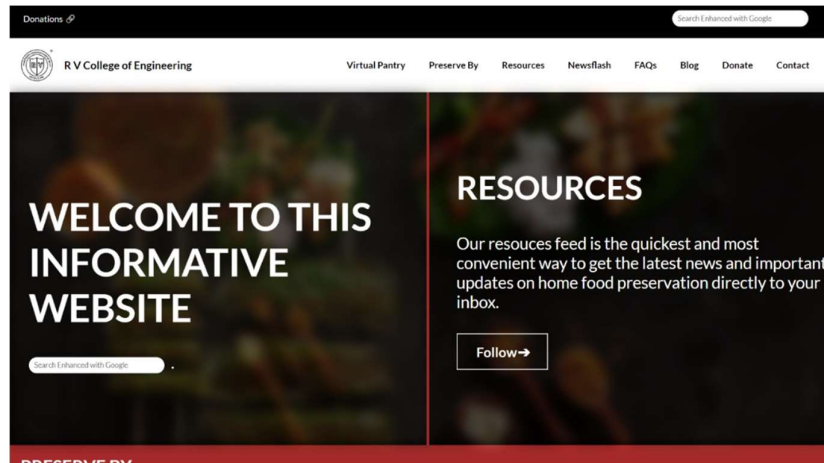 Donations
Search Enhanced with Google
R V College of Engineering
Virtual Pantry
Preserve By
Resources
Newsflash
FAQs
Blog
Donate
Contact
WELCOME TO THIS
INFORMATIVE
WEBSITE
Search Enhanced with Google
.
RESOURCES
Our resouces feed is the quickest and most
convenient way to get the latest news and important
updates on home food preservation directly to your
inbox.
Follow➔
PRESERVE BY